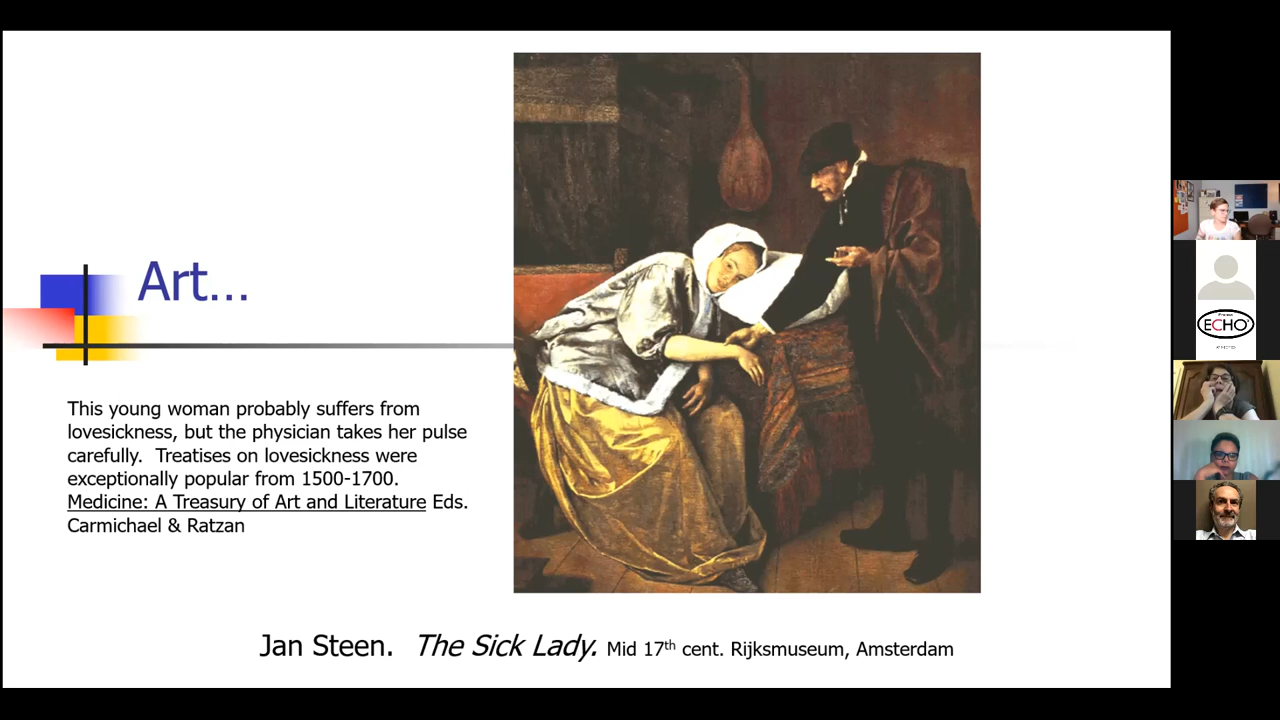 Art...
This young woman probably suffers from
lovesickness, but the physician takes her pulse
carefully.  Treatises on lovesickness were
exceptionally popular from 1500-1700.
Medicine: A Treasury of Art and Literature Eds.
Carmichael & Ratzan
Jan Steen.  The Sick Lady. Mid 17th cent. Rijksmuseum, Amsterdam
ECHO